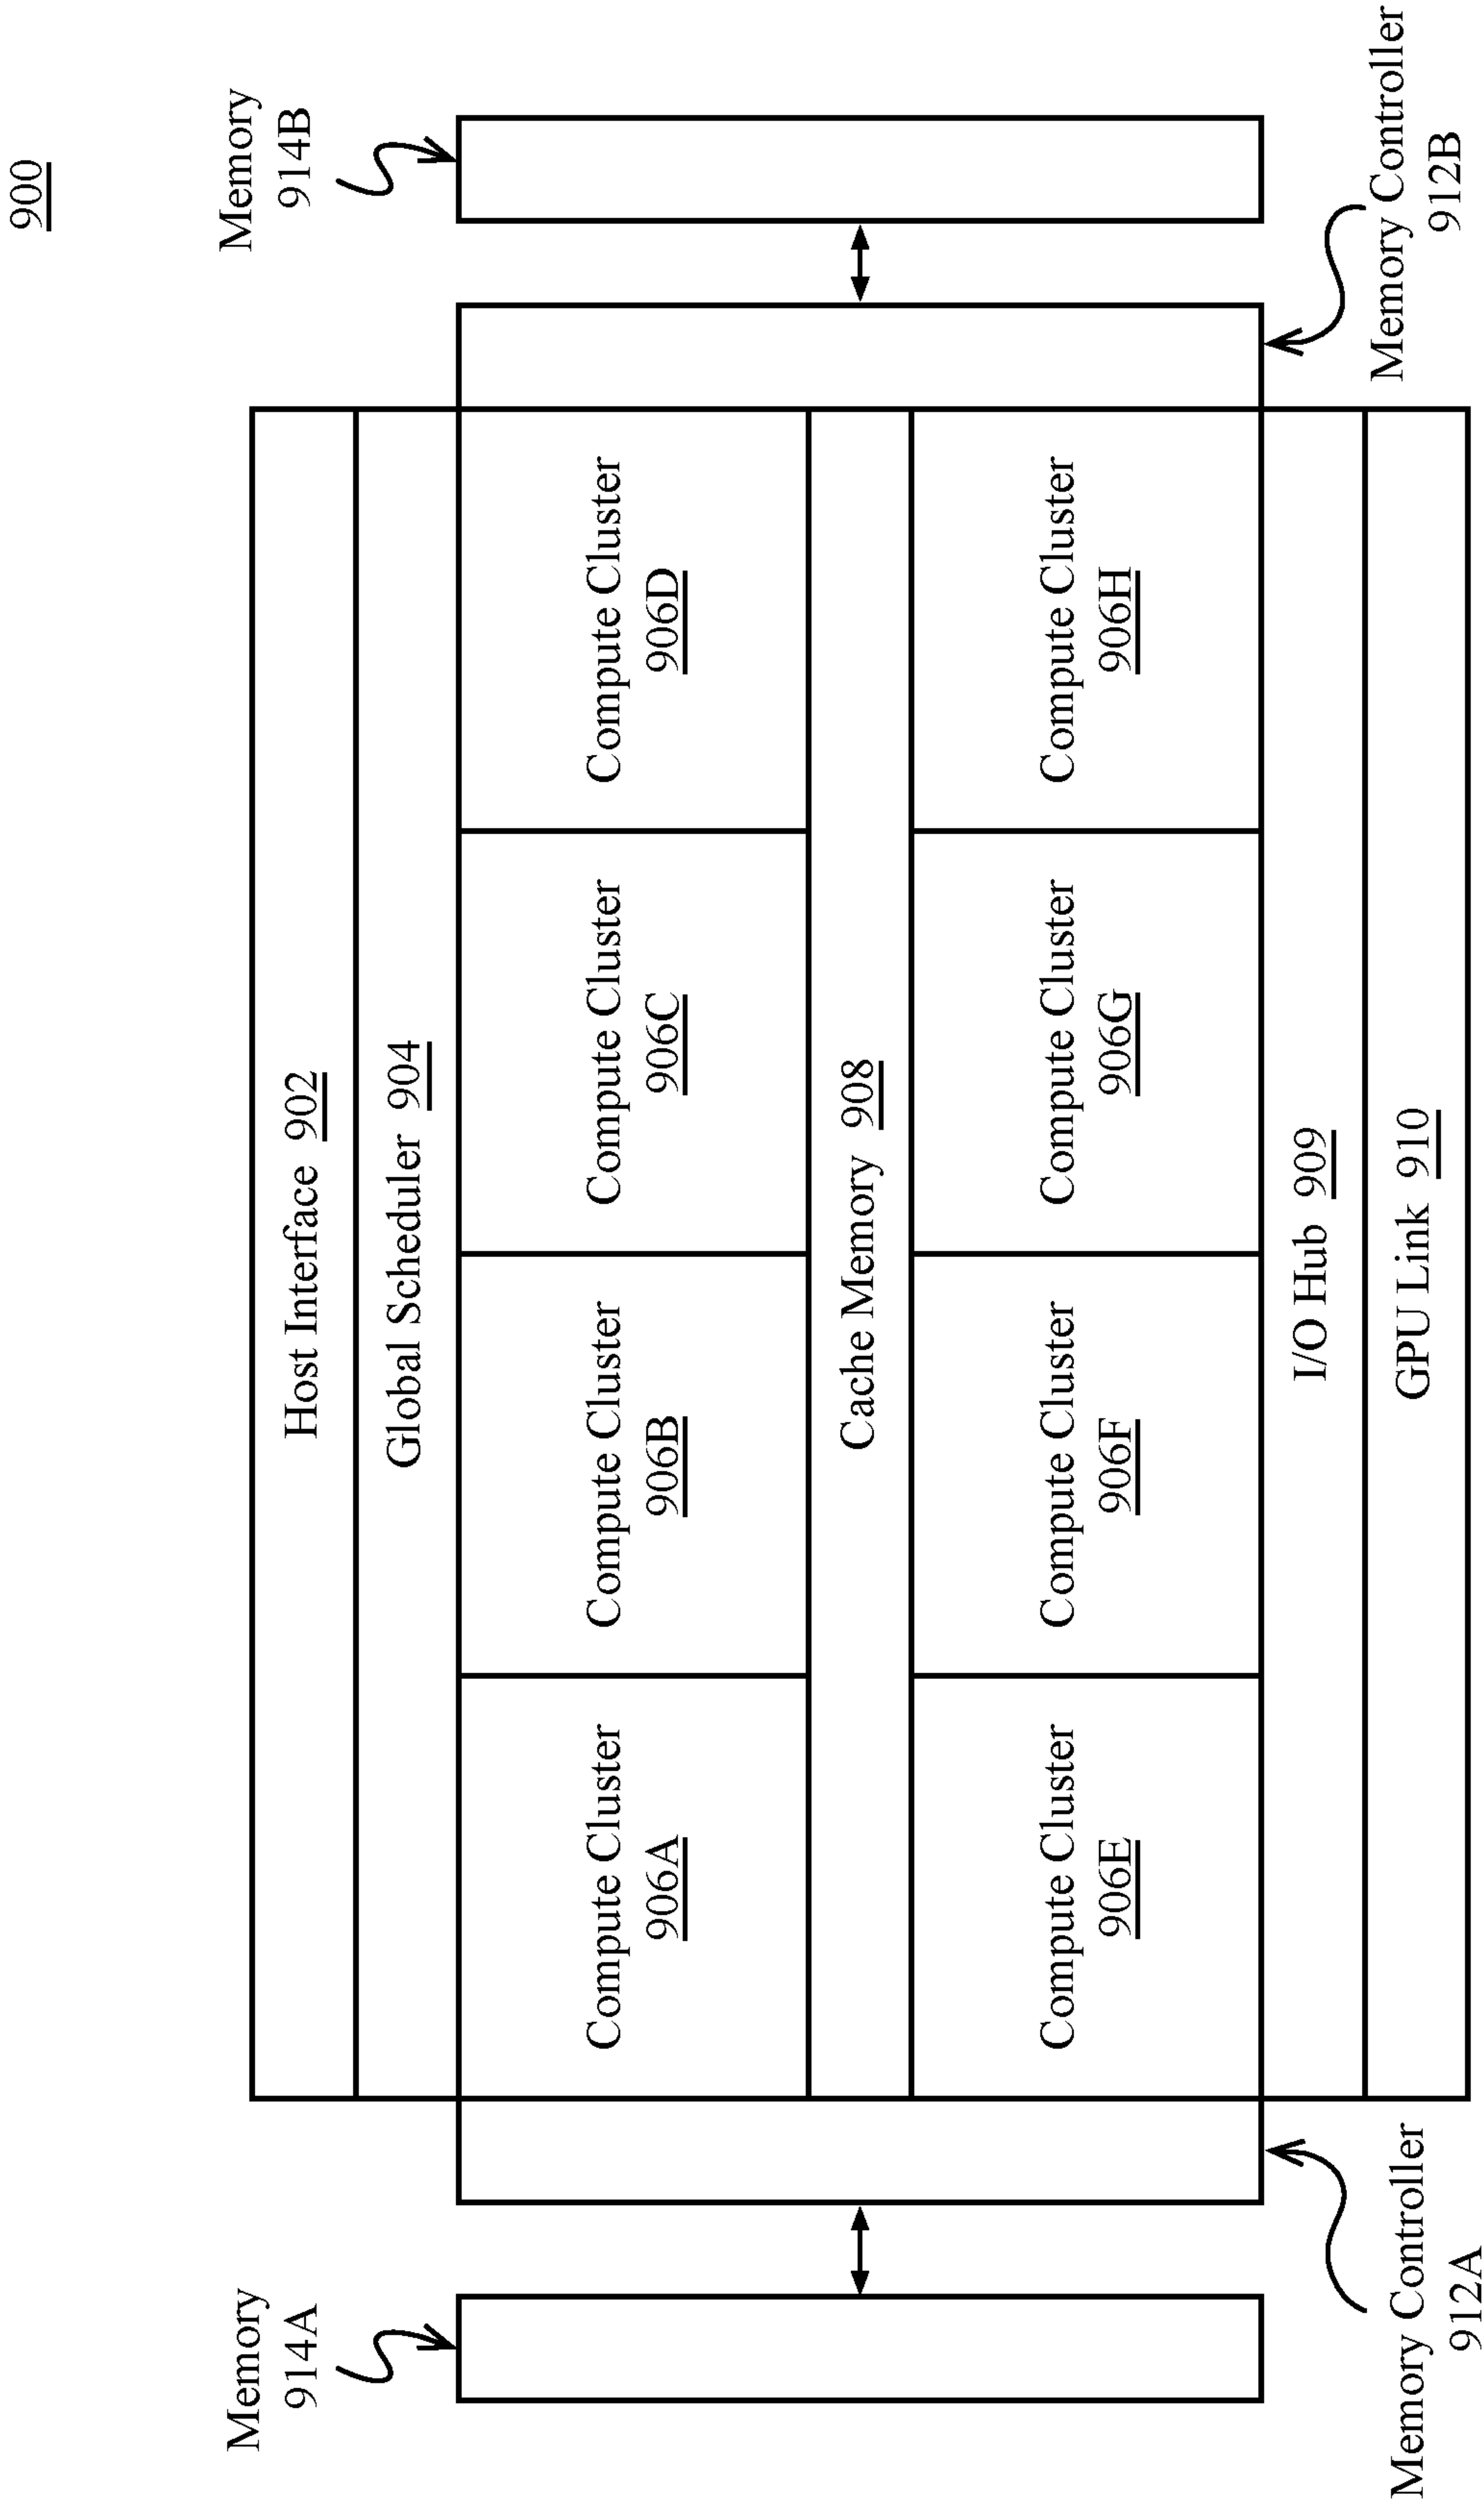 900
Memory
914A
Memory
914B
Host Interface 902
Global Scheduler 904
Compute Cluster
906A
Compute Cluster
906B
Compute Cluster
906C
Compute Cluster
906D
Cache Memory 908
Compute Cluster
906E
Compute Cluster
906F
Compute Cluster
906G
Compute Cluster
906H
I/O Hub 909
GPU Link 910
Memory Controller
912A
Memory Controller
912B